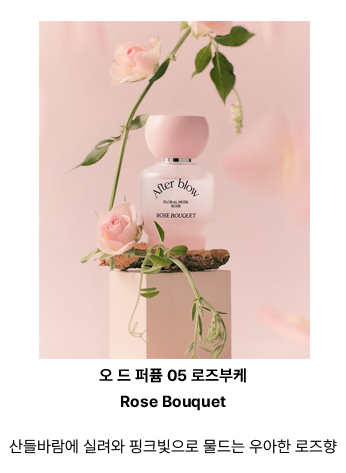 After blow
FLORAL MUSK
ROSE BOUQUET
오 드 퍼퓸 05 로즈부케
Rose Bouquet
산들바람에 실려와 핑크빛으로 물드는 우아한 로즈향